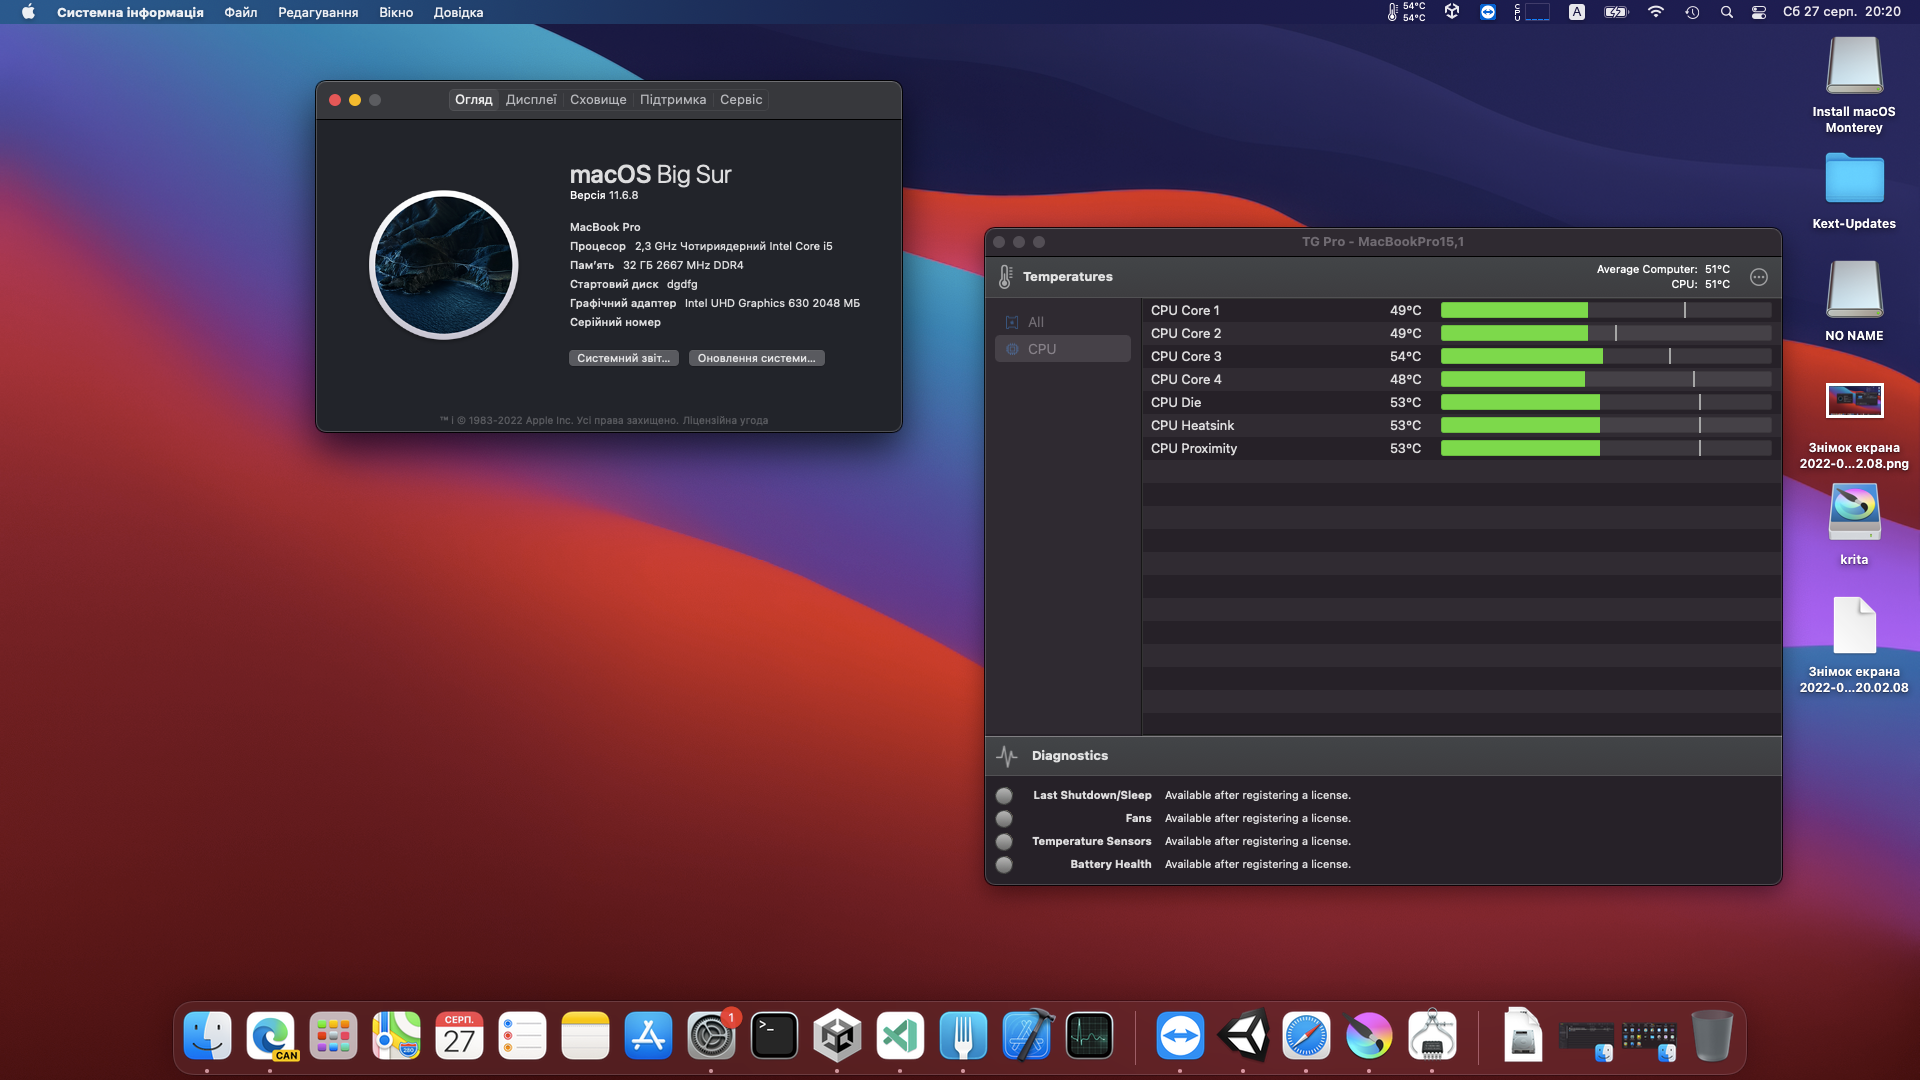 Системна інформація Файл Редагування Вікно Довідка
54°C
54°C
CPU
A
Сб 27 серп. 20:20
Огляд Дисплеї Сховище Підтримка Сервіс
macOS Big Sur
Версія 11.6.8
MacBook Pro
Процесор 2,3 GHz Чотириядерний Intel Core i5
Пам'ять 32 ГБ 2667 MHz DDR4
Стартовий диск dgdfg
Графічний адаптер Intel UHD Graphics 630 2048 МБ
Серійний номер
Системний звіт...
Оновлення системи...
™ і © 1983-2022 Apple Inc. Усі права захищено. Ліцензійна угода
TG Pro - MacBookPro15,1
Temperatures
Average Computer: 51°C
CPU: 51°C
All
CPU
CPU Core 1 49°C
CPU Core 2 49°C
CPU Core 3 54°C
CPU Core 4 48°C
CPU Die 53°C
CPU Heatsink 53°C
CPU Proximity 53°C
Diagnostics
Last Shutdown/Sleep Available after registering a license.
Fans Available after registering a license.
Temperature Sensors Available after registering a license.
Battery Health Available after registering a license.
Install macOS
Monterey
Kext-Updates
NO NAME
Знімок екрана
2022-0...2.08.png
krita
Знімок екрана
2022-0...20.02.08
CAN
СЕРП.
27
1
>_